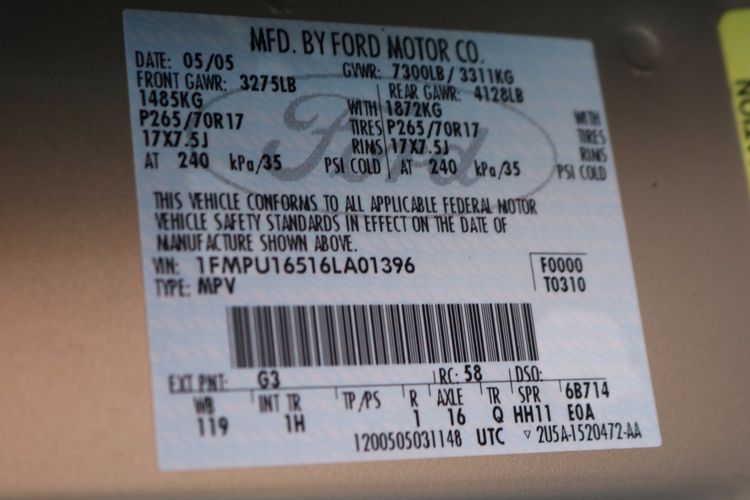 MFD. BY FORD MOTOR CO.
DATE: 05/05 GVWR: 7300LB / 3311KG
FRONT GAWR: 3275LB REAR GAWR: 4128LB
1485KG WITH 1872KG WITH
P265/70R17 TIRES P265/70R17 TIRES
17X7.5J RIMS 17X7.5J RIMS
AT 240 kPa/35 PSI COLD AT 240 kPa/35 PSI COLD
Ford
THIS VEHICLE CONFORMS TO ALL APPLICABLE FEDERAL MOTOR
VEHICLE SAFETY STANDARDS IN EFFECT ON THE DATE OF
MANUFACTURE SHOWN ABOVE.
VIN: 1FMPU16516LA01396 F0000
TYPE: MPV T0310
EXT PNT: G3 RC: 58 DSO:
WB INT TR TP/PS R AXLE TR SPR 6B714
119 1H 1 16 Q HH11 E0A
1200505031148 UTC ▽ 2U5A-1520472-AA